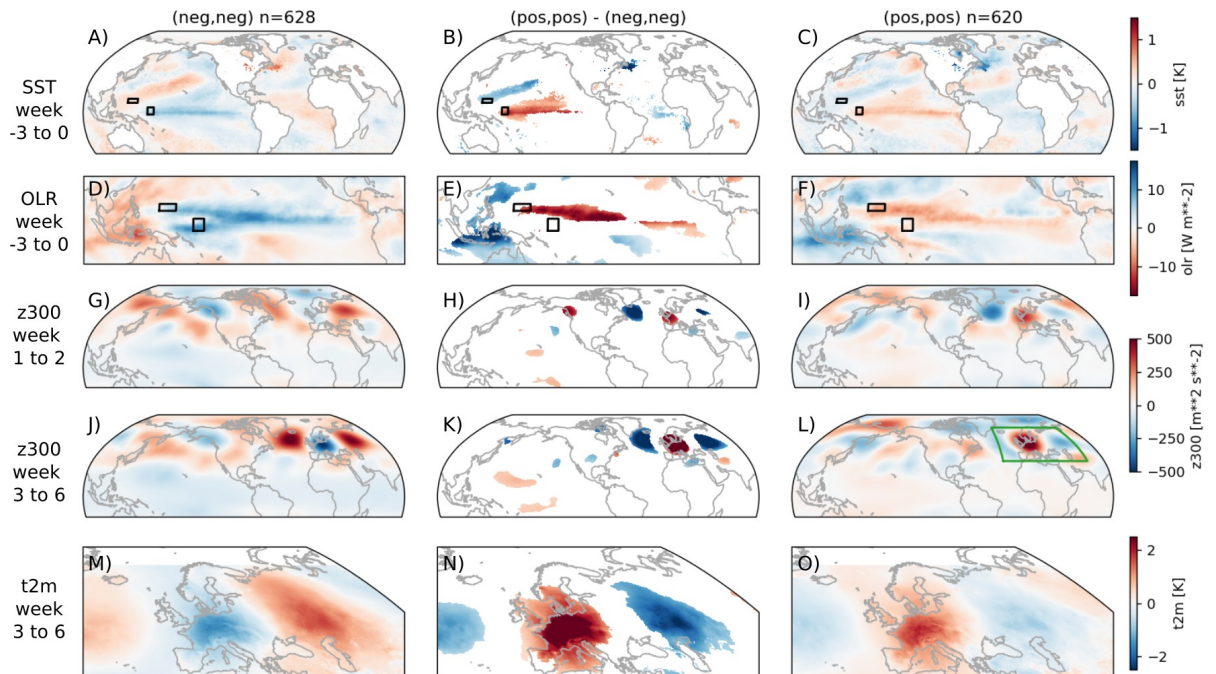 (neg,neg) n=628
(pos,pos) - (neg,neg)
(pos,pos) n=620
A)
B)
C)
SST
week
-3 to 0
1
0
−1
sst [K]
D)
E)
F)
OLR
week
-3 to 0
10
0
−10
olr [W m**-2]
G)
H)
I)
z300
week
1 to 2
J)
K)
L)
z300
week
3 to 6
500
250
0
−250
−500
z300 [m**2 s**-2]
M)
N)
O)
t2m
week
3 to 6
2
0
−2
t2m [K]